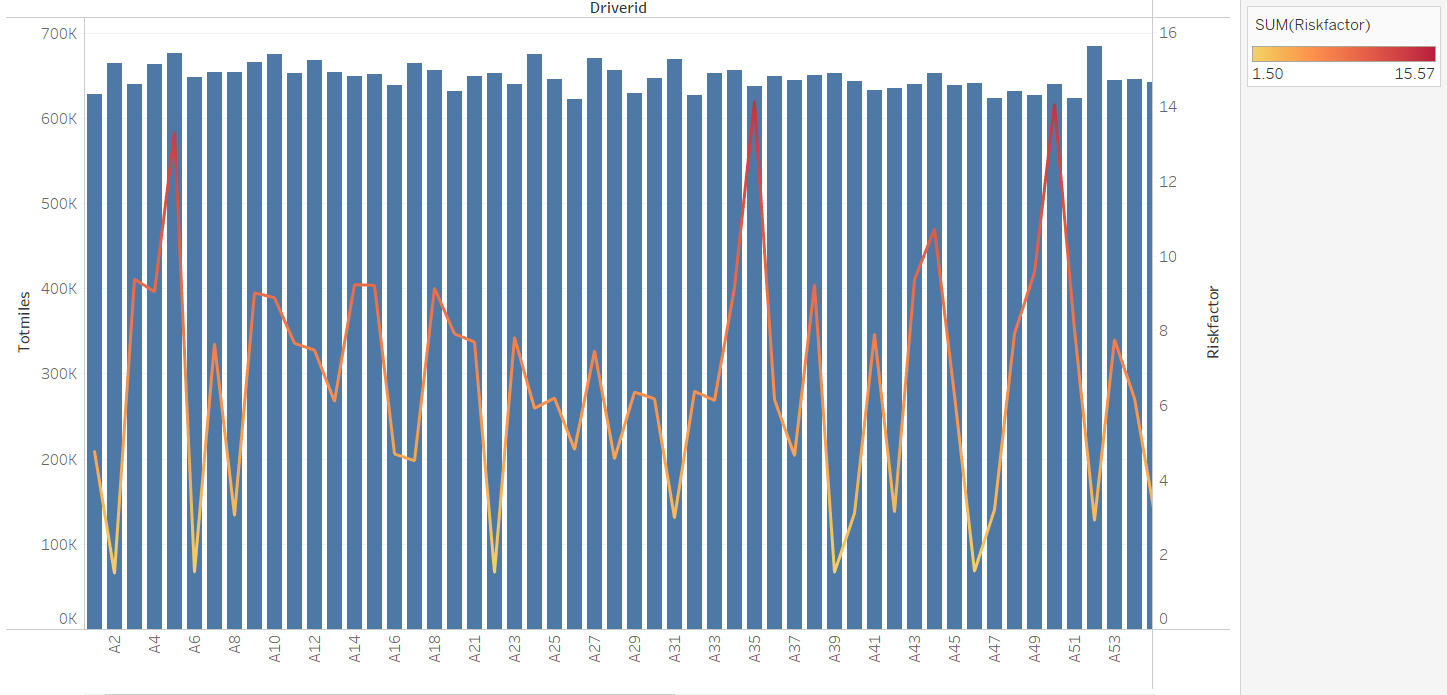 Driverid
700K
600K
500K
400K
300K
200K
100K
0K
Totmiles
16
14
12
10
8
6
4
2
0
Riskfactor
A2
A4
A6
A8
A10
A12
A14
A16
A18
A21
A23
A25
A27
A29
A31
A33
A35
A37
A39
A41
A43
A45
A47
A49
A51
A53
SUM(Riskfactor)
1.50 15.57